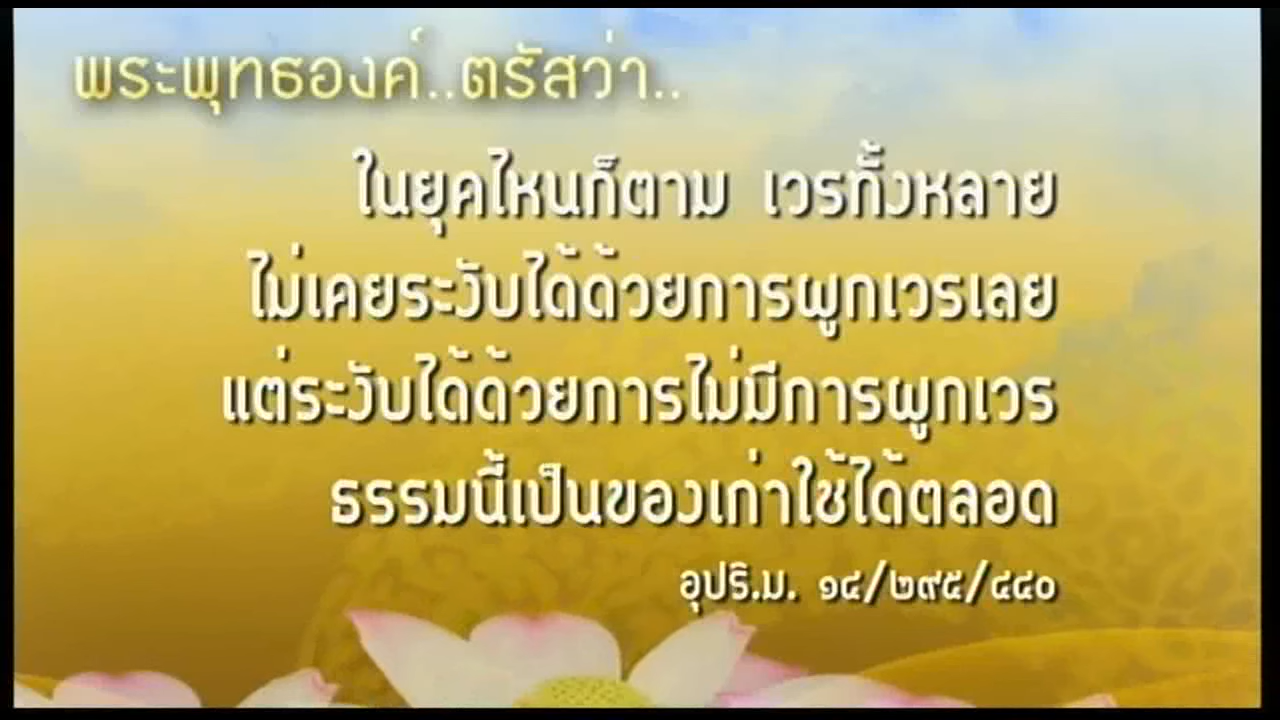 พระพุทธองค์..ตรัสว่า..
ในยุคไหนก็ตาม เวรทั้งหลาย
ไม่เคยระงับได้ด้วยการผูกเวรเลย
แต่ระงับได้ด้วยการไม่มีการผูกเวร
ธรรมนี้เป็นของเก่าใช้ได้ตลอด
อุปริ.ม. ๑๔/๒๙๕/๔๔๐